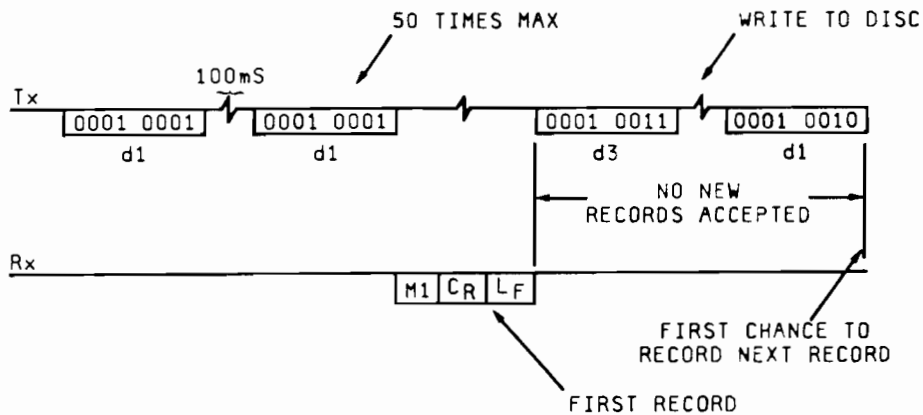 50 TIMES MAX
WRITE TO DISC
100mS
Tx
0001 0001
0001 0001
0001 0011
0001 0010
d1
d1
d3
d1
NO NEW
RECORDS ACCEPTED
Rx
M1 CR LF
FIRST CHANCE TO
RECORD NEXT RECORD
FIRST RECORD